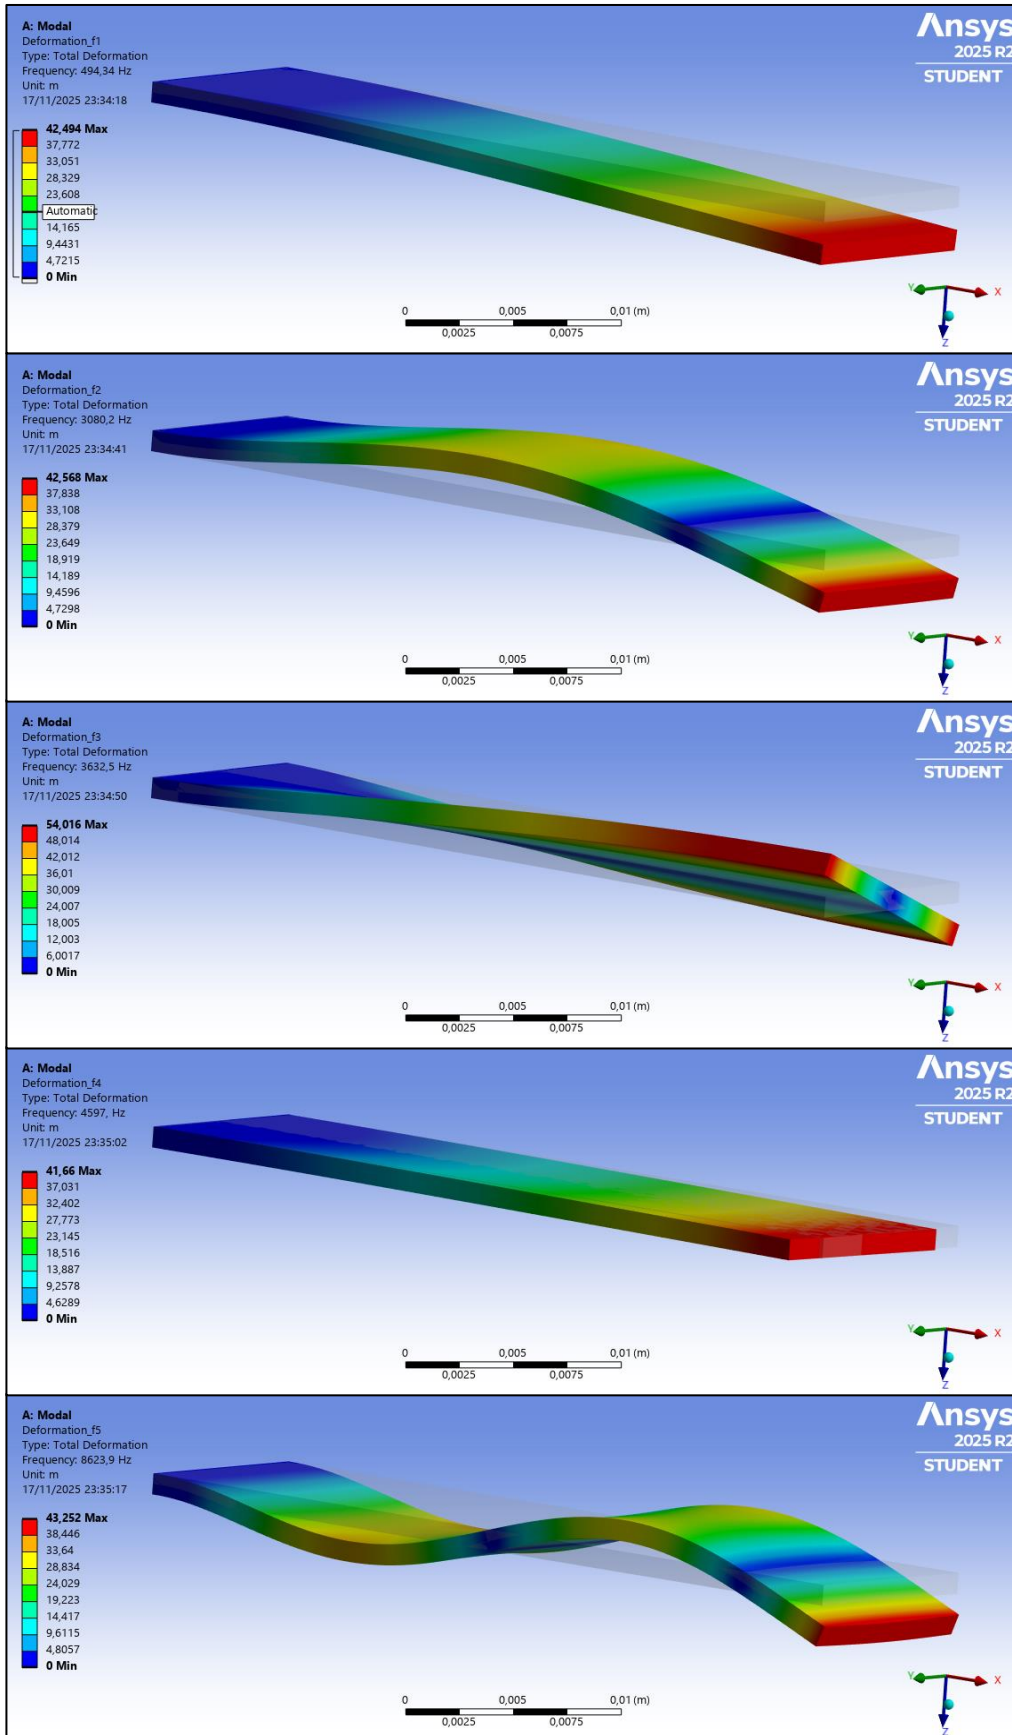 A: Modal
Deformation_f1
Type: Total Deformation
Frequency: 494,34 Hz
Unit: m
17/11/2025 23:34:18
Ansys
2025 R2
STUDENT
42,494 Max
37,772
33,051
28,329
23,608
Automatic
14,165
9,4431
4,7215
0 Min
0 0,005 0,01 (m)
0,0025 0,0075
Y X
Z
A: Modal
Deformation_f2
Type: Total Deformation
Frequency: 3080,2 Hz
Unit: m
17/11/2025 23:34:41
Ansys
2025 R2
STUDENT
42,568 Max
37,838
33,108
28,379
23,649
18,919
14,189
9,4596
4,7298
0 Min
0 0,005 0,01 (m)
0,0025 0,0075
Y X
Z
A: Modal
Deformation_f3
Type: Total Deformation
Frequency: 3632,5 Hz
Unit: m
17/11/2025 23:34:50
Ansys
2025 R2
STUDENT
54,016 Max
48,014
42,012
36,01
30,009
24,007
18,005
12,003
6,0017
0 Min
0 0,005 0,01 (m)
0,0025 0,0075
Y X
Z
A: Modal
Deformation_f4
Type: Total Deformation
Frequency: 4597, Hz
Unit: m
17/11/2025 23:35:02
Ansys
2025 R2
STUDENT
41,66 Max
37,031
32,402
27,773
23,145
18,516
13,887
9,2578
4,6289
0 Min
0 0,005 0,01 (m)
0,0025 0,0075
Y X
Z
A: Modal
Deformation_f5
Type: Total Deformation
Frequency: 8623,9 Hz
Unit: m
17/11/2025 23:35:17
Ansys
2025 R2
STUDENT
43,252 Max
38,446
33,64
28,834
24,029
19,223
14,417
9,6115
4,8057
0 Min
0 0,005 0,01 (m)
0,0025 0,0075
Y X
Z